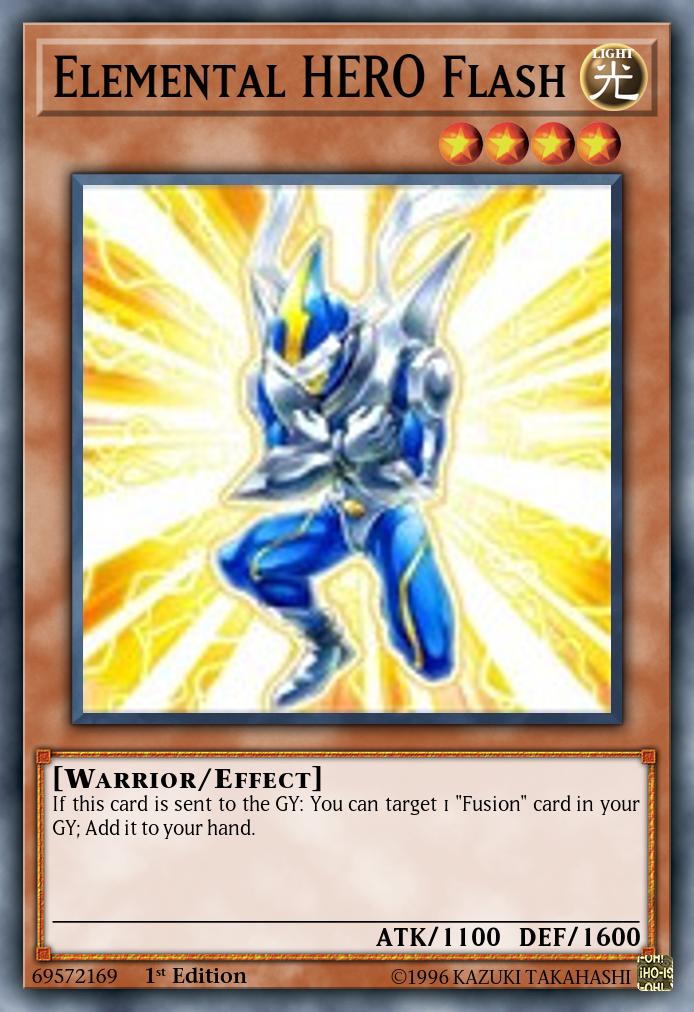 Elemental HERO Flash
LIGHT
光
[Warrior/Effect]
If this card is sent to the GY: You can target 1 "Fusion" card in your
GY; Add it to your hand.
ATK/1100 DEF/1600
69572169 1st Edition ©1996 KAZUKI TAKAHASHI